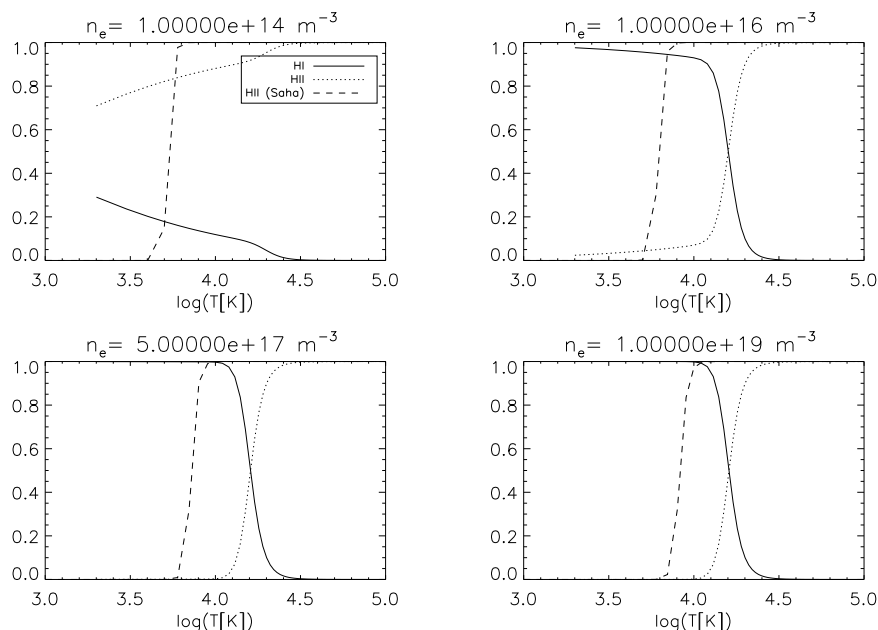 n_e= 1.00000e+14 m^-3
1.0
0.8
0.6
0.4
0.2
0.0
HI
HII
HII (Saha)
3.0 3.5 4.0 4.5 5.0
log(T[K])
n_e= 1.00000e+16 m^-3
1.0
0.8
0.6
0.4
0.2
0.0
3.0 3.5 4.0 4.5 5.0
log(T[K])
n_e= 5.00000e+17 m^-3
1.0
0.8
0.6
0.4
0.2
0.0
3.0 3.5 4.0 4.5 5.0
log(T[K])
n_e= 1.00000e+19 m^-3
1.0
0.8
0.6
0.4
0.2
0.0
3.0 3.5 4.0 4.5 5.0
log(T[K])